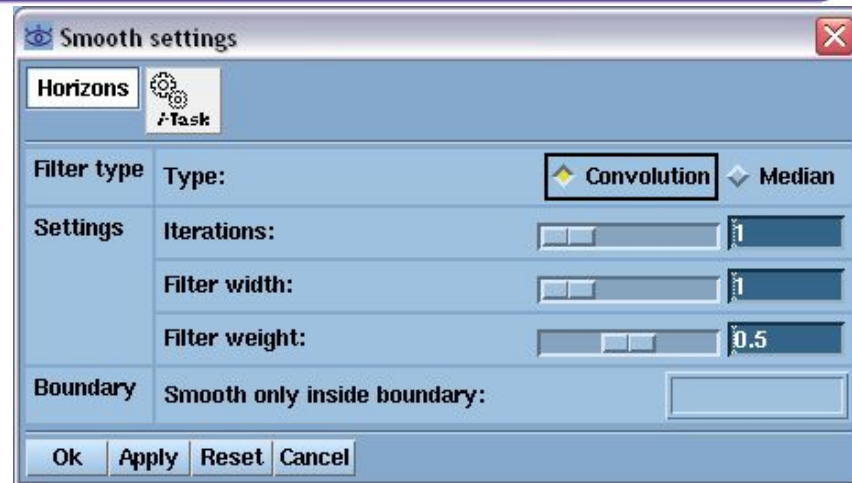 Smooth settings
Horizons
i-Task
Filter type Type: Convolution Median
Settings Iterations: 1
Filter width: 1
Filter weight: 0.5
Boundary Smooth only inside boundary:
Ok Apply Reset Cancel